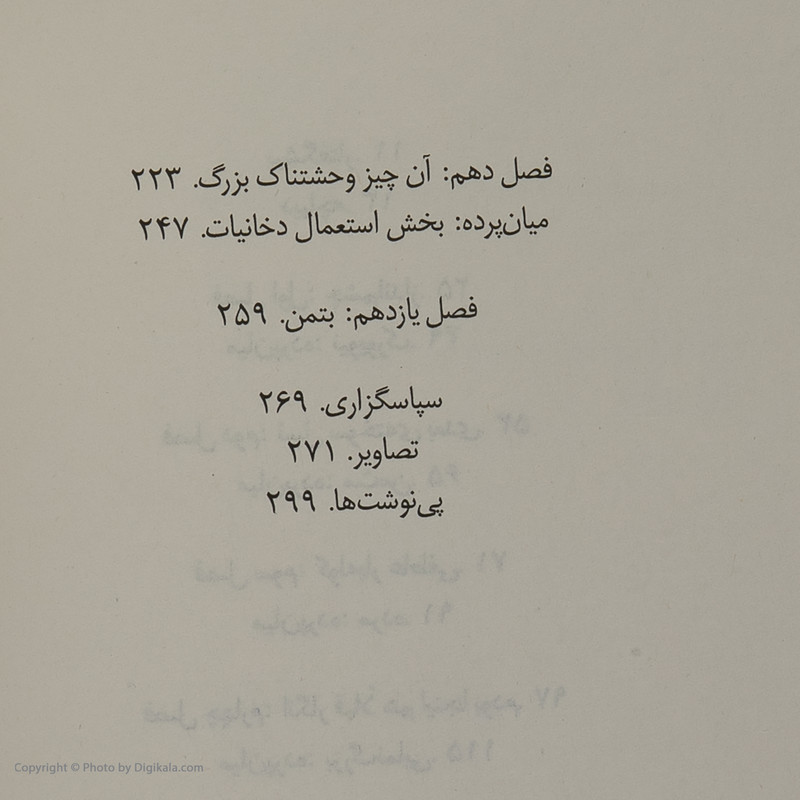 فصل دهم: آن چیز وحشتناک بزرگ. ۲۲۳
میان‌پرده: بخش استعمال دخانیات. ۲۴۷
فصل یازدهم: بتمن. ۲۵۹
سپاسگزاری. ۲۶۹
تصاویر. ۲۷۱
پی‌نوشت‌ها. ۲۹۹
Copyright © Photo by Digikala.com